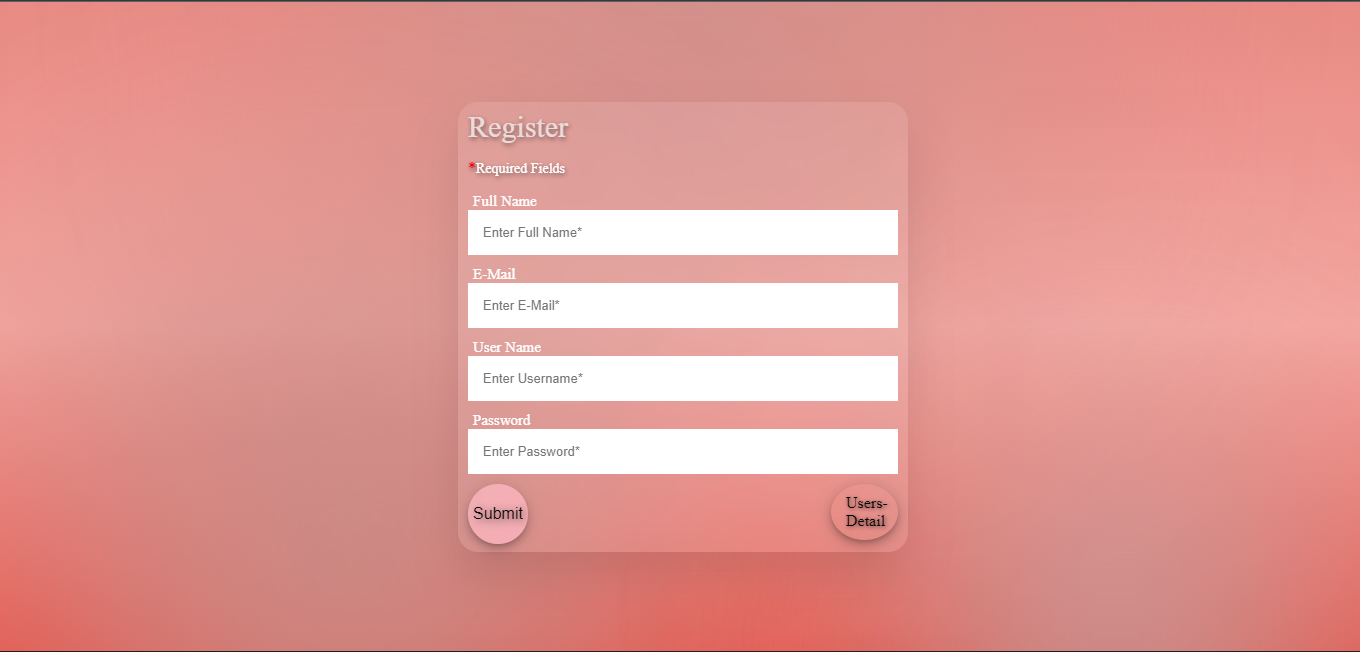 Register
*Required Fields
Full Name
Enter Full Name*
E-Mail
Enter E-Mail*
User Name
Enter Username*
Password
Enter Password*
Submit
Users-
Detail